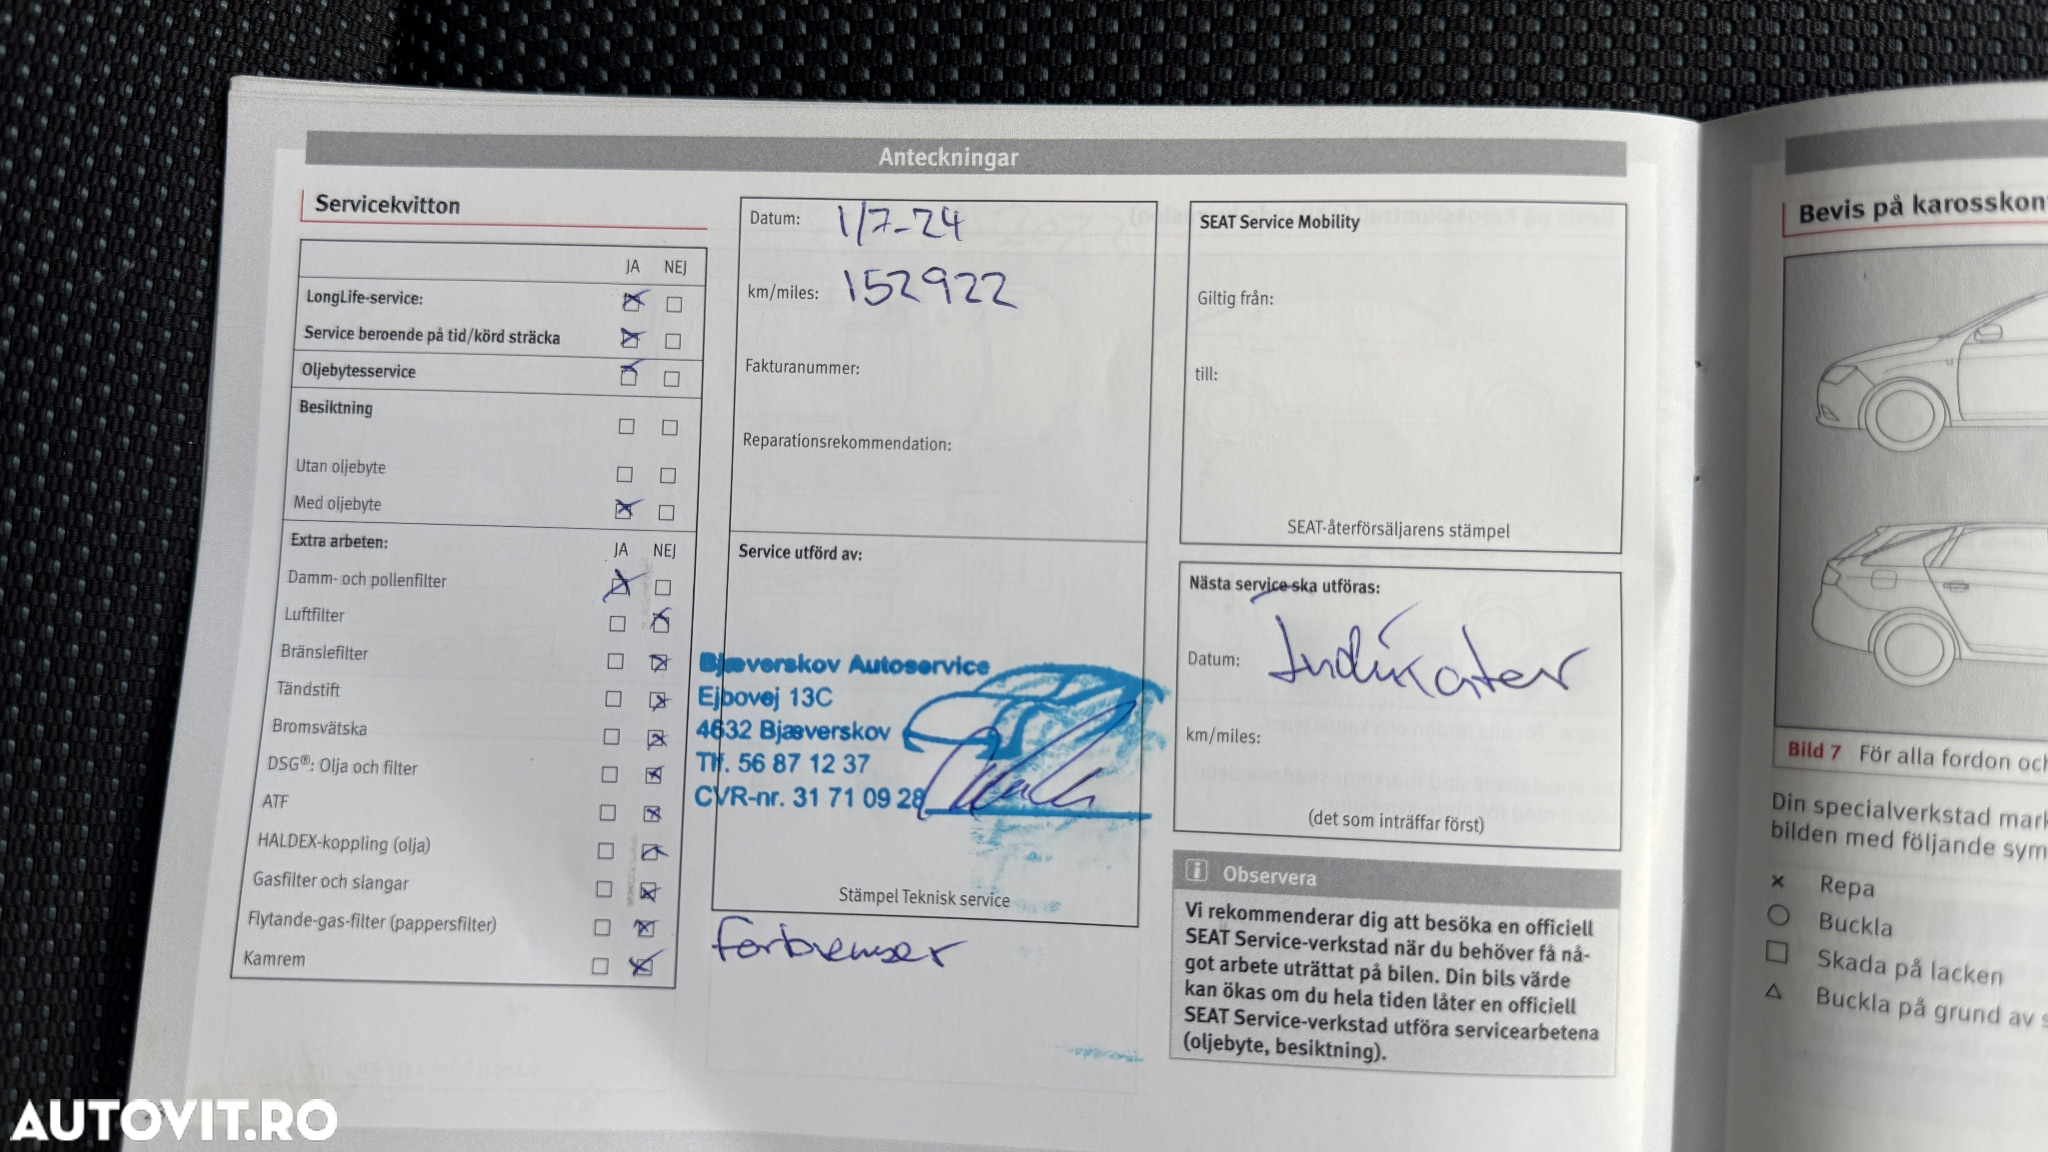 Anteckningar
Servicekvitton
JA NEJ
LongLife-service:
Service beroende på tid/körd sträcka
Oljebytesservice
Besiktning
Utan oljebyte
Med oljebyte
Extra arbeten: JA NEJ
Damm- och pollenfilter
Luftfilter
Bränslefilter
Tändstift
Bromsvätska
DSG®: Olja och filter
ATF
HALDEX-koppling (olja)
Gasfilter och slangar
Flytande-gas-filter (pappersfilter)
Kamrem
Datum: 1/7-24
km/miles: 152922
Fakturanummer:
Reparationsrekommendation:
Service utförd av:
Bjæverskov Autoservice
Ejbovej 13C
4632 Bjæverskov
Tlf. 56 87 12 37
CVR-nr. 31 71 09 28
Stämpel Teknisk service
Forbremser
SEAT Service Mobility
Giltig från:
till:
SEAT-återförsäljarens stämpel
Nästa service ska utföras:
Datum: Indikater
km/miles:
(det som inträffar först)
i Observera
Vi rekommenderar dig att besöka en officiell
SEAT Service-verkstad när du behöver få nå-
got arbete uträttat på bilen. Din bils värde
kan ökas om du hela tiden låter en officiell
SEAT Service-verkstad utföra servicearbetena
(oljebyte, besiktning).
Bevis på karosskon
Bild 7 För alla fordon och
Din specialverkstad mark
bilden med följande sym
Repa
Buckla
Skada på lacken
Buckla på grund av s
AUTOVIT.RO